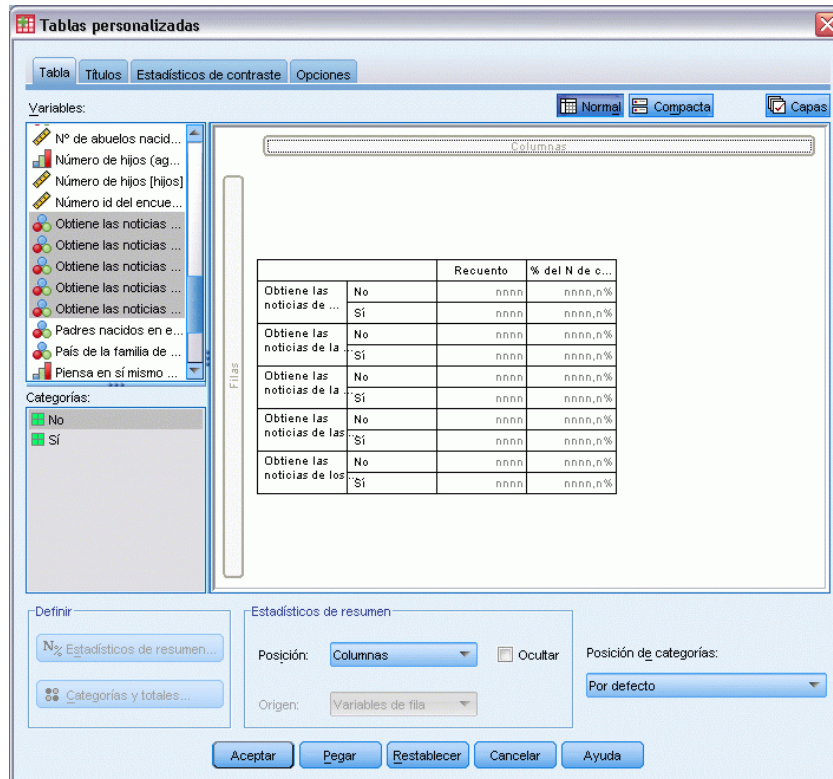 Tablas personalizadas
Tabla Títulos Estadísticos de contraste Opciones
Variables:
Normal Compacta Capas
Nº de abuelos nacid...
Número de hijos (ag...
Número de hijos [hijos]
Número id del encue...
Obtiene las noticias ...
Obtiene las noticias ...
Obtiene las noticias ...
Obtiene las noticias ...
Obtiene las noticias ...
Padres nacidos en e...
País de la familia de ...
Piensa en sí mismo ...
Categorías:
No
Sí
Columnas
Filas
Recuento % del N de c...
Obtiene las No nnnn nnnn,n%
noticias de ... Sí nnnn nnnn,n%
Obtiene las No nnnn nnnn,n%
noticias de la ... Sí nnnn nnnn,n%
Obtiene las No nnnn nnnn,n%
noticias de la ... Sí nnnn nnnn,n%
Obtiene las No nnnn nnnn,n%
noticias de las ... Sí nnnn nnnn,n%
Obtiene las No nnnn nnnn,n%
noticias de los ... Sí nnnn nnnn,n%
Definir
N% Estadísticos de resumen...
Categorías y totales...
Estadísticos de resumen
Posición: Columnas Ocultar
Origen: Variables de fila
Posición de categorías:
Por defecto
Aceptar Pegar Restablecer Cancelar Ayuda